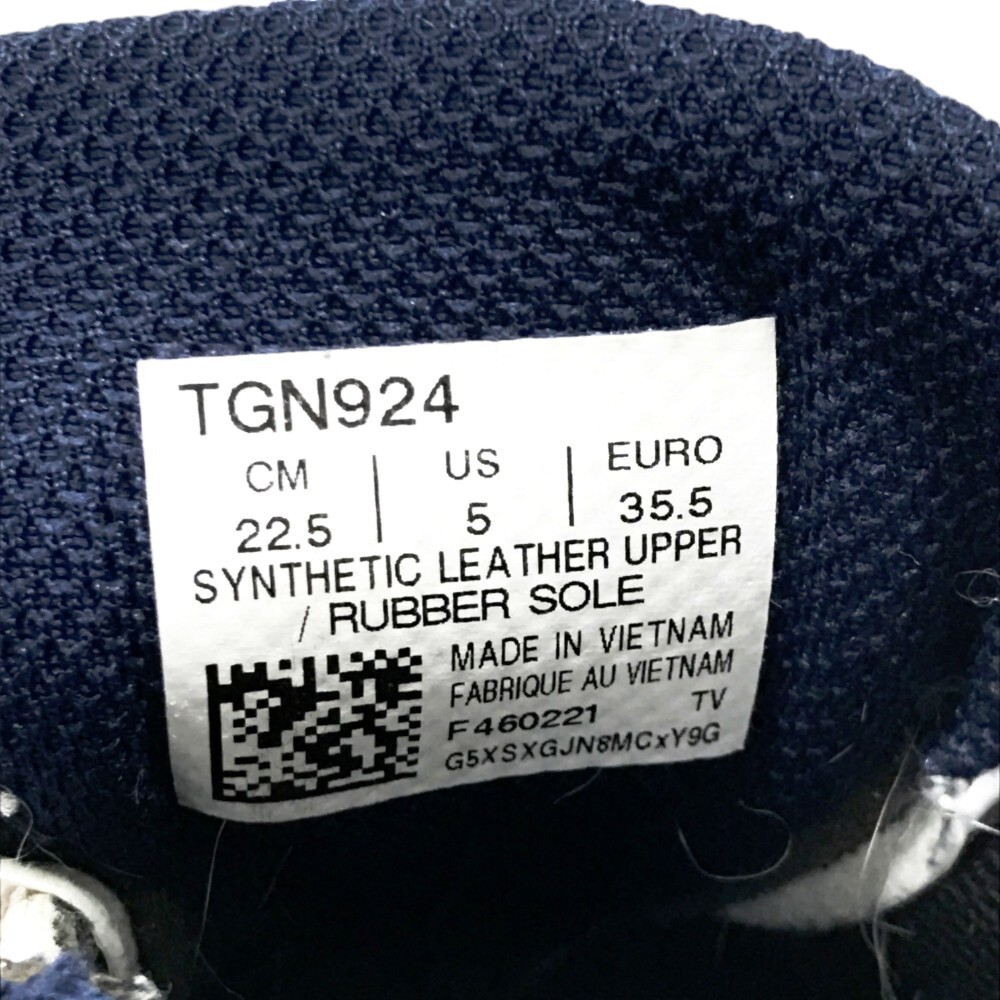 TGN924
CM | US | EURO
22.5 | 5 | 35.5
SYNTHETIC LEATHER UPPER
/ RUBBER SOLE
MADE IN VIETNAM
FABRIQUE AU VIETNAM
F460221 TV
G5XSXGJN8MCxY9G